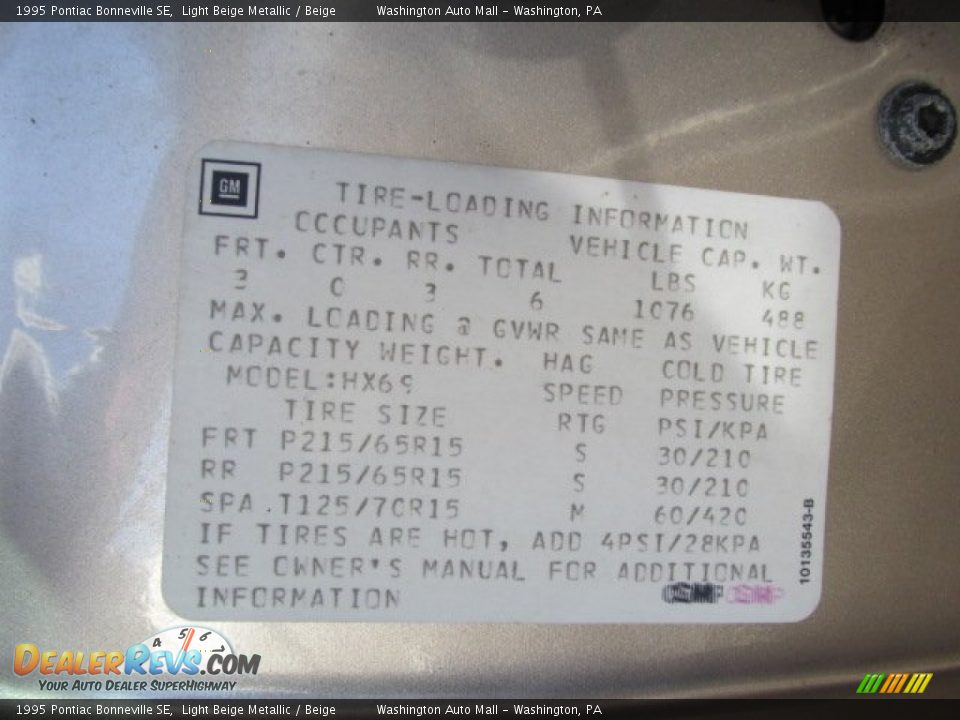 1995 Pontiac Bonneville SE, Light Beige Metallic / Beige Washington Auto Mall - Washington, PA
GM
TIRE-LOADING INFORMATION
OCCUPANTS VEHICLE CAP. WT.
FRT. CTR. RR. TOTAL LBS KG
3 0 3 6 1076 488
MAX. LOADING @ GVWR SAME AS VEHICLE
CAPACITY WEIGHT. HAG COLD TIRE
MODEL:HX69 SPEED PRESSURE
TIRE SIZE RTG PSI/KPA
FRT P215/65R15 S 30/210
RR P215/65R15 S 30/210
SPA T125/70R15 M 60/420
IF TIRES ARE HOT, ADD 4PSI/28KPA
SEE OWNER'S MANUAL FOR ADDITIONAL
INFORMATION
10135543-B
4 5 6
DEALERREVS.COM
YOUR AUTO DEALER SUPERHIGHWAY
1995 Pontiac Bonneville SE, Light Beige Metallic / Beige Washington Auto Mall - Washington, PA